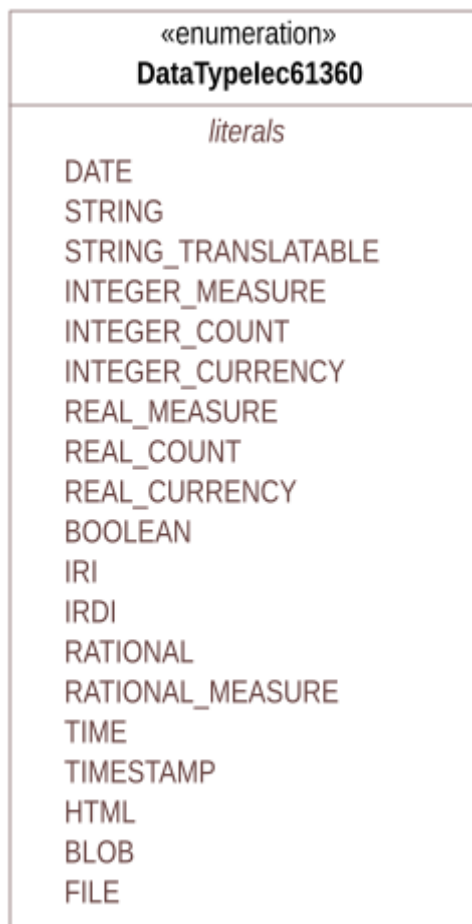 «enumeration»
DataTypeIec61360
literals
DATE
STRING
STRING_TRANSLATABLE
INTEGER_MEASURE
INTEGER_COUNT
INTEGER_CURRENCY
REAL_MEASURE
REAL_COUNT
REAL_CURRENCY
BOOLEAN
IRI
IRDI
RATIONAL
RATIONAL_MEASURE
TIME
TIMESTAMP
HTML
BLOB
FILE